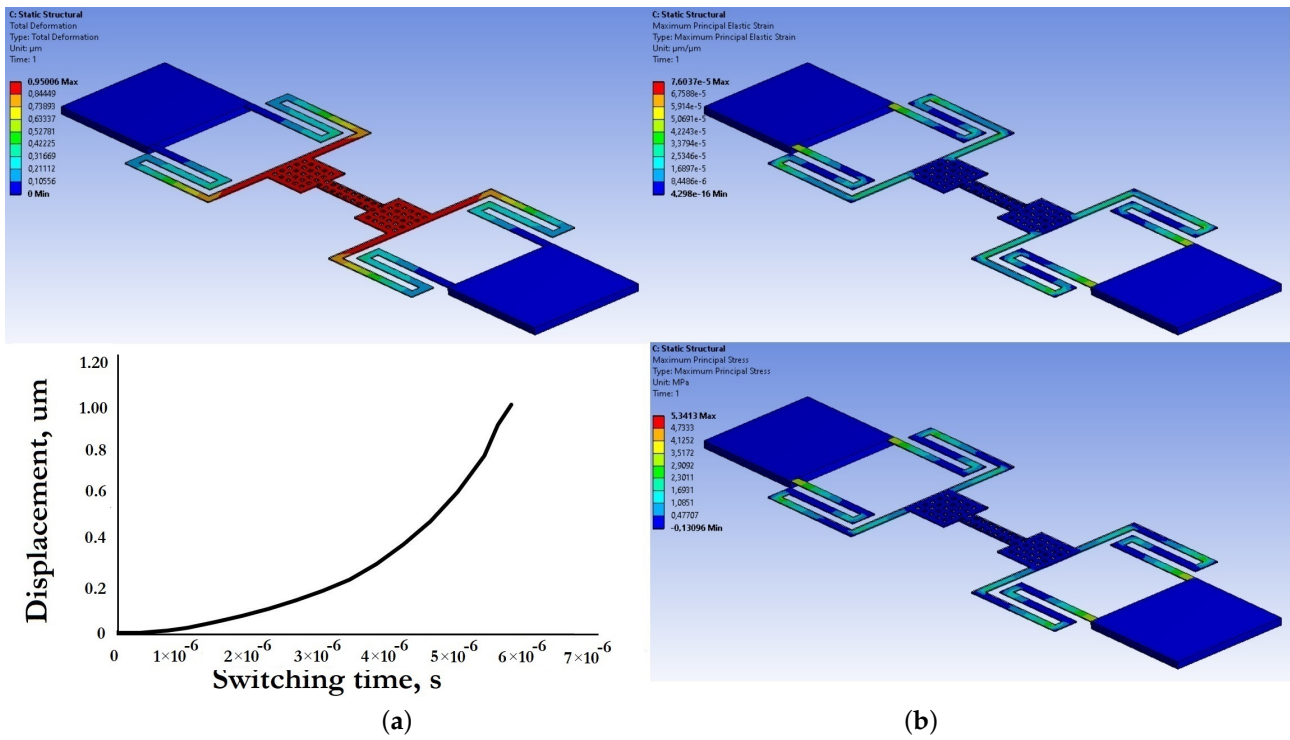 C: Static Structural
Total Deformation
Type: Total Deformation
Unit: µm
Time: 1
0,95006 Max
0,84449
0,73893
0,63337
0,52781
0,42225
0,31669
0,21112
0,10556
0 Min
C: Static Structural
Maximum Principal Elastic Strain
Type: Maximum Principal Elastic Strain
Unit: µm/µm
Time: 1
7,6037e-5 Max
6,7588e-5
5,914e-5
5,0691e-5
4,2243e-5
3,3794e-5
2,5346e-5
1,6897e-5
8,4486e-6
4,298e-16 Min
1.20
1.00
0.8
0.6
0.4
0.2
0
Displacement, um
0 1×10-6 2×10-6 3×10-6 4×10-6 5×10-6 6×10-6 7×10-6
Switching time, s
C: Static Structural
Maximum Principal Stress
Type: Maximum Principal Stress
Unit: MPa
Time: 1
5,3413 Max
4,7333
4,1252
3,5172
2,9092
2,3011
1,6931
1,0851
0,47707
-0,13096 Min
(a)
(b)